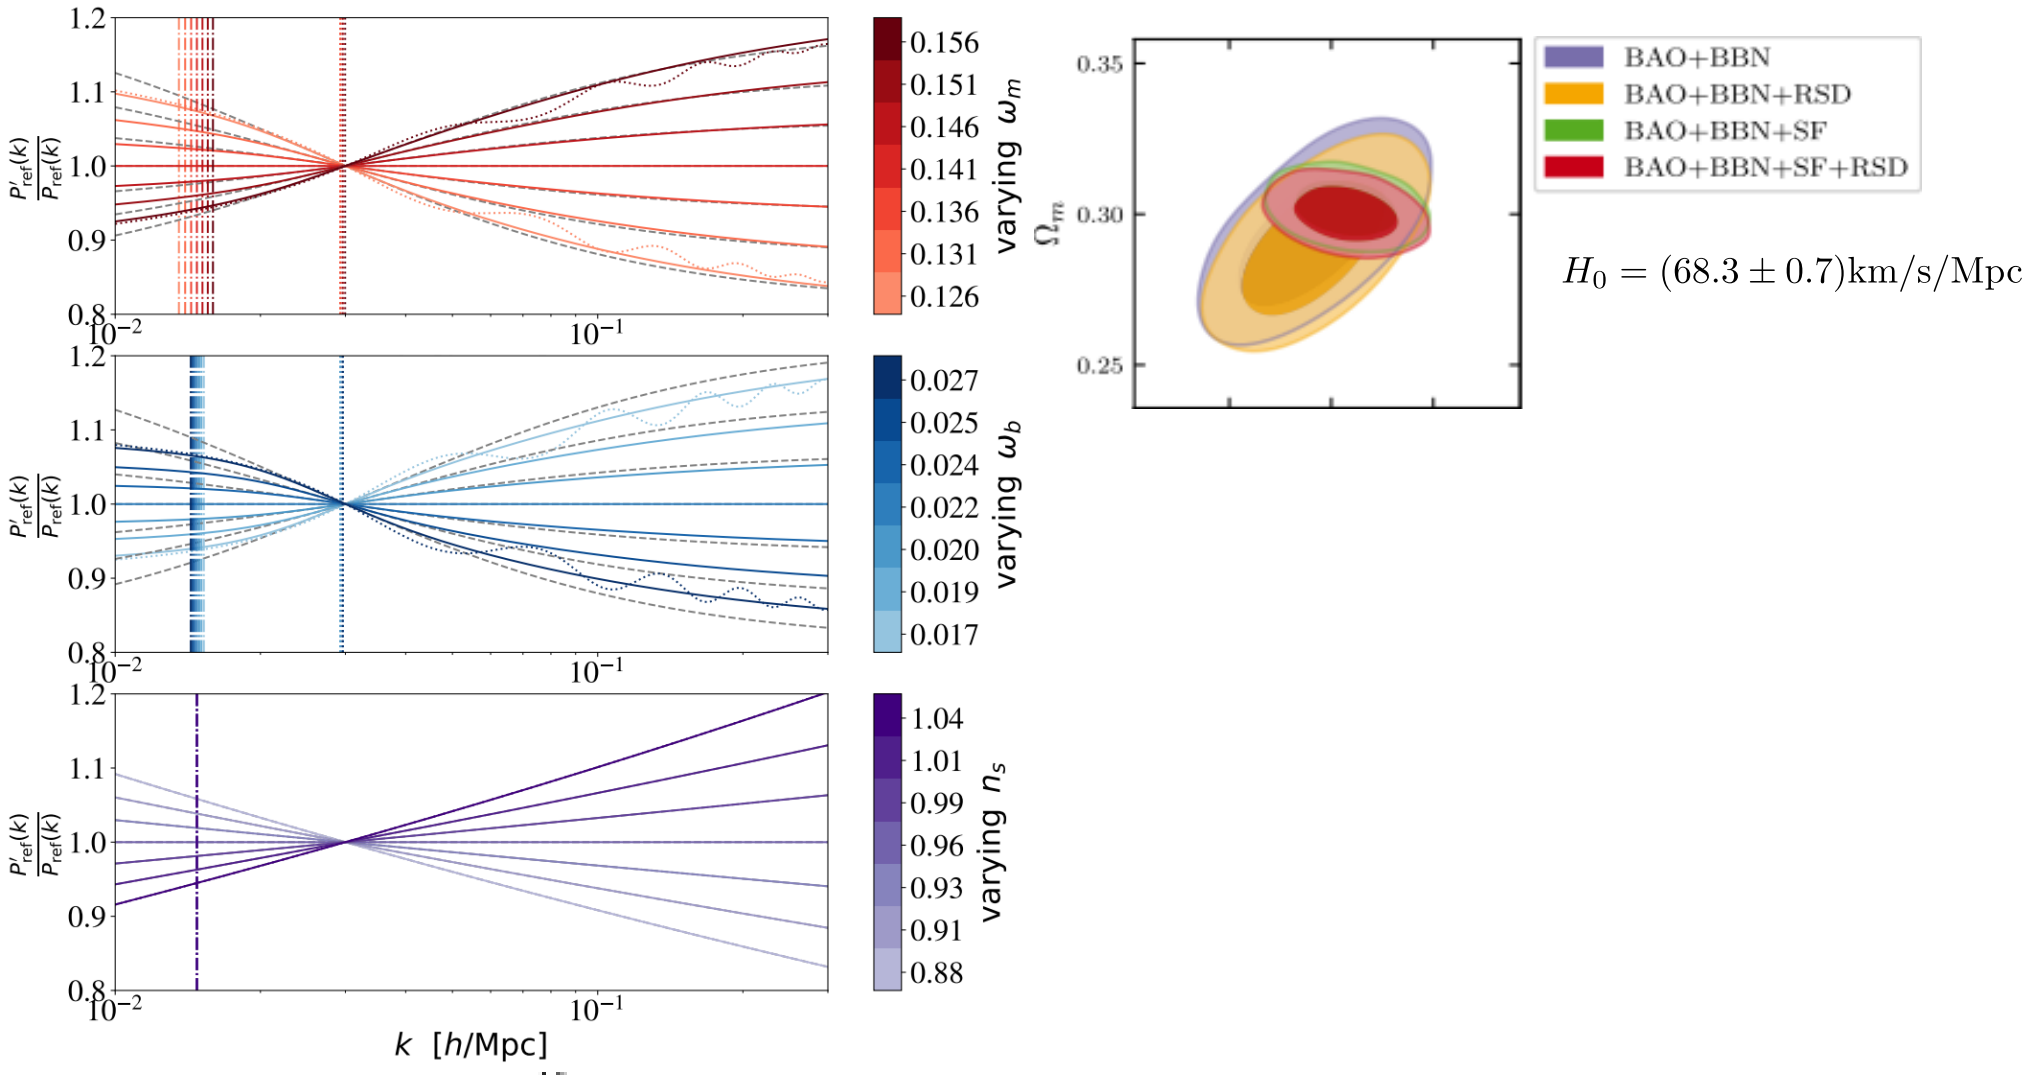 1.2
1.1
1.0
0.9
0.8
P′ref(k)
Pref(k)
10−2
10−1
0.156
0.151
0.146
0.141
0.136
0.131
0.126
varying ωm
1.2
1.1
1.0
0.9
0.8
P′ref(k)
Pref(k)
10−2
10−1
0.027
0.025
0.024
0.022
0.020
0.019
0.017
varying ωb
1.2
1.1
1.0
0.9
0.8
P′ref(k)
Pref(k)
10−2
10−1
k [h/Mpc]
1.04
1.01
0.99
0.96
0.93
0.91
0.88
varying ns
0.35
0.30
0.25
Ωm
BAO+BBN
BAO+BBN+RSD
BAO+BBN+SF
BAO+BBN+SF+RSD
H0 = (68.3 ± 0.7)km/s/Mpc